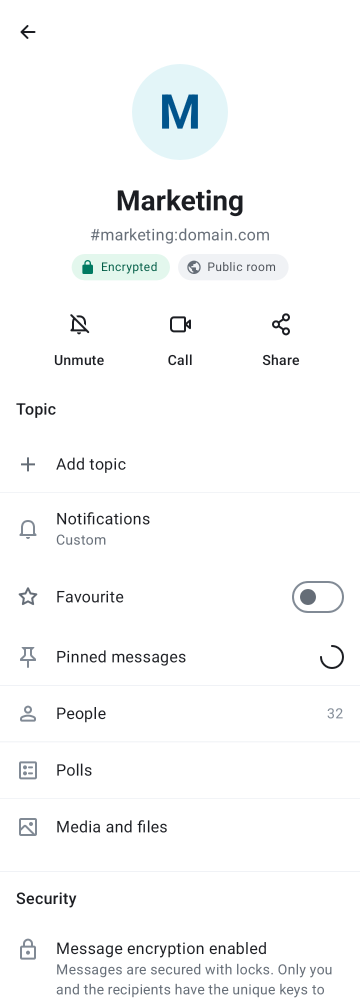 M
Marketing
#marketing:domain.com
Encrypted
Public room
Unmute
Call
Share
Topic
Add topic
Notifications
Custom
Favourite
Pinned messages
People
32
Polls
Media and files
Security
Message encryption enabled
Messages are secured with locks. Only you
and the recipients have the unique keys to